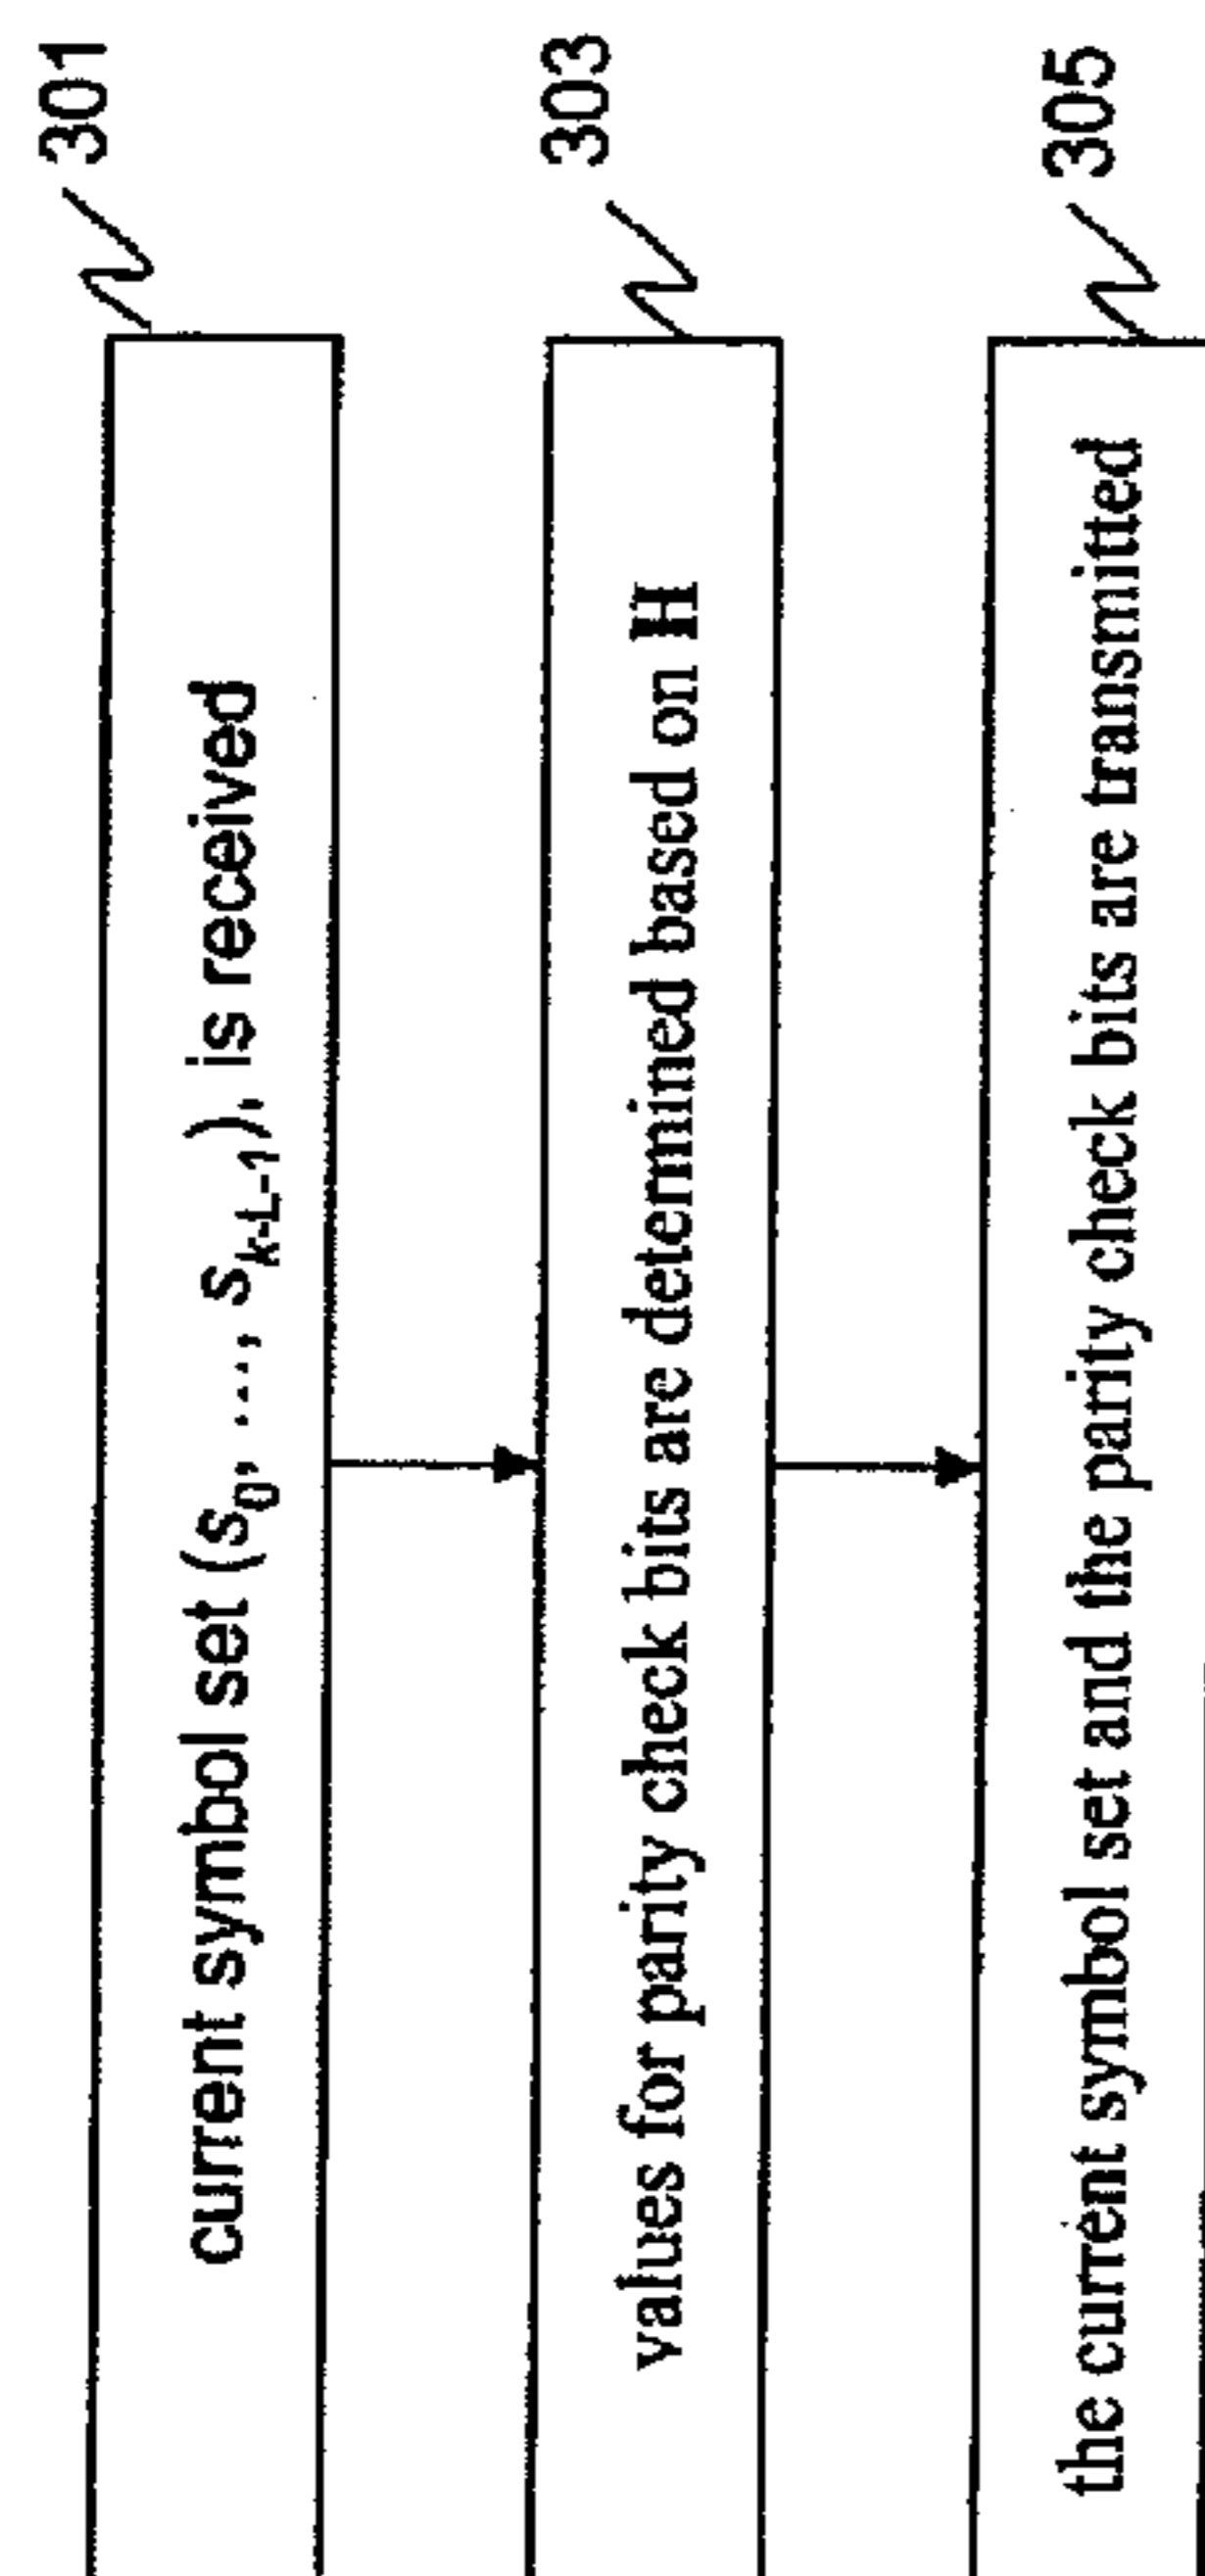 current symbol set (s0, ..., sk-L-1), is received
301
values for parity check bits are detemined based on H
303
the current symbol set and the parity check bits are transmitted
305